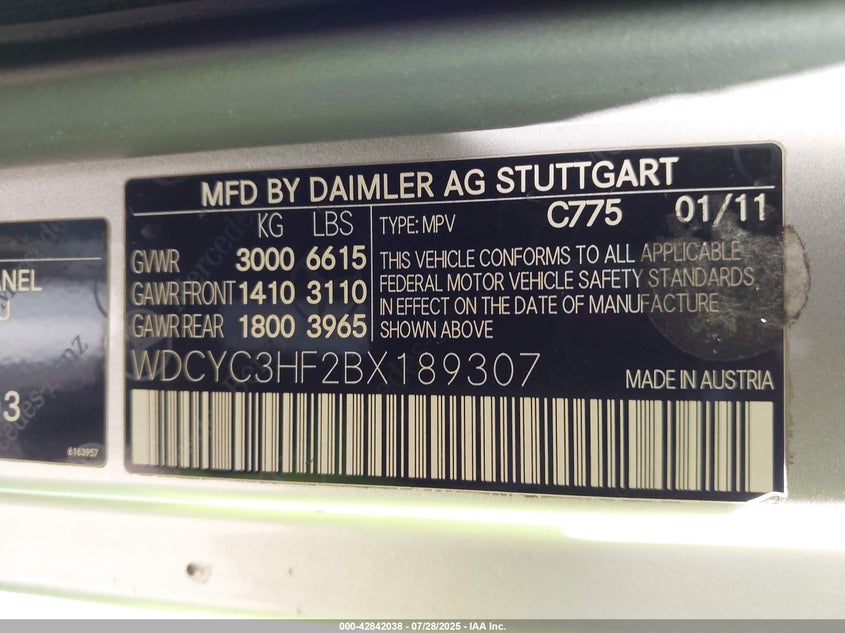 MFD BY DAIMLER AG STUTTGART
KG LBS
GVWR 3000 6615
GAWR FRONT 1410 3110
GAWR REAR 1800 3965
TYPE: MPV C775 01/11
THIS VEHICLE CONFORMS TO ALL APPLICABLE
FEDERAL MOTOR VEHICLE SAFETY STANDARDS
IN EFFECT ON THE DATE OF MANUFACTURE
SHOWN ABOVE
WDCYC3HF2BX189307
MADE IN AUSTRIA
ANEL
6163957
000-42842038 - 07/28/2025 - IAA Inc.